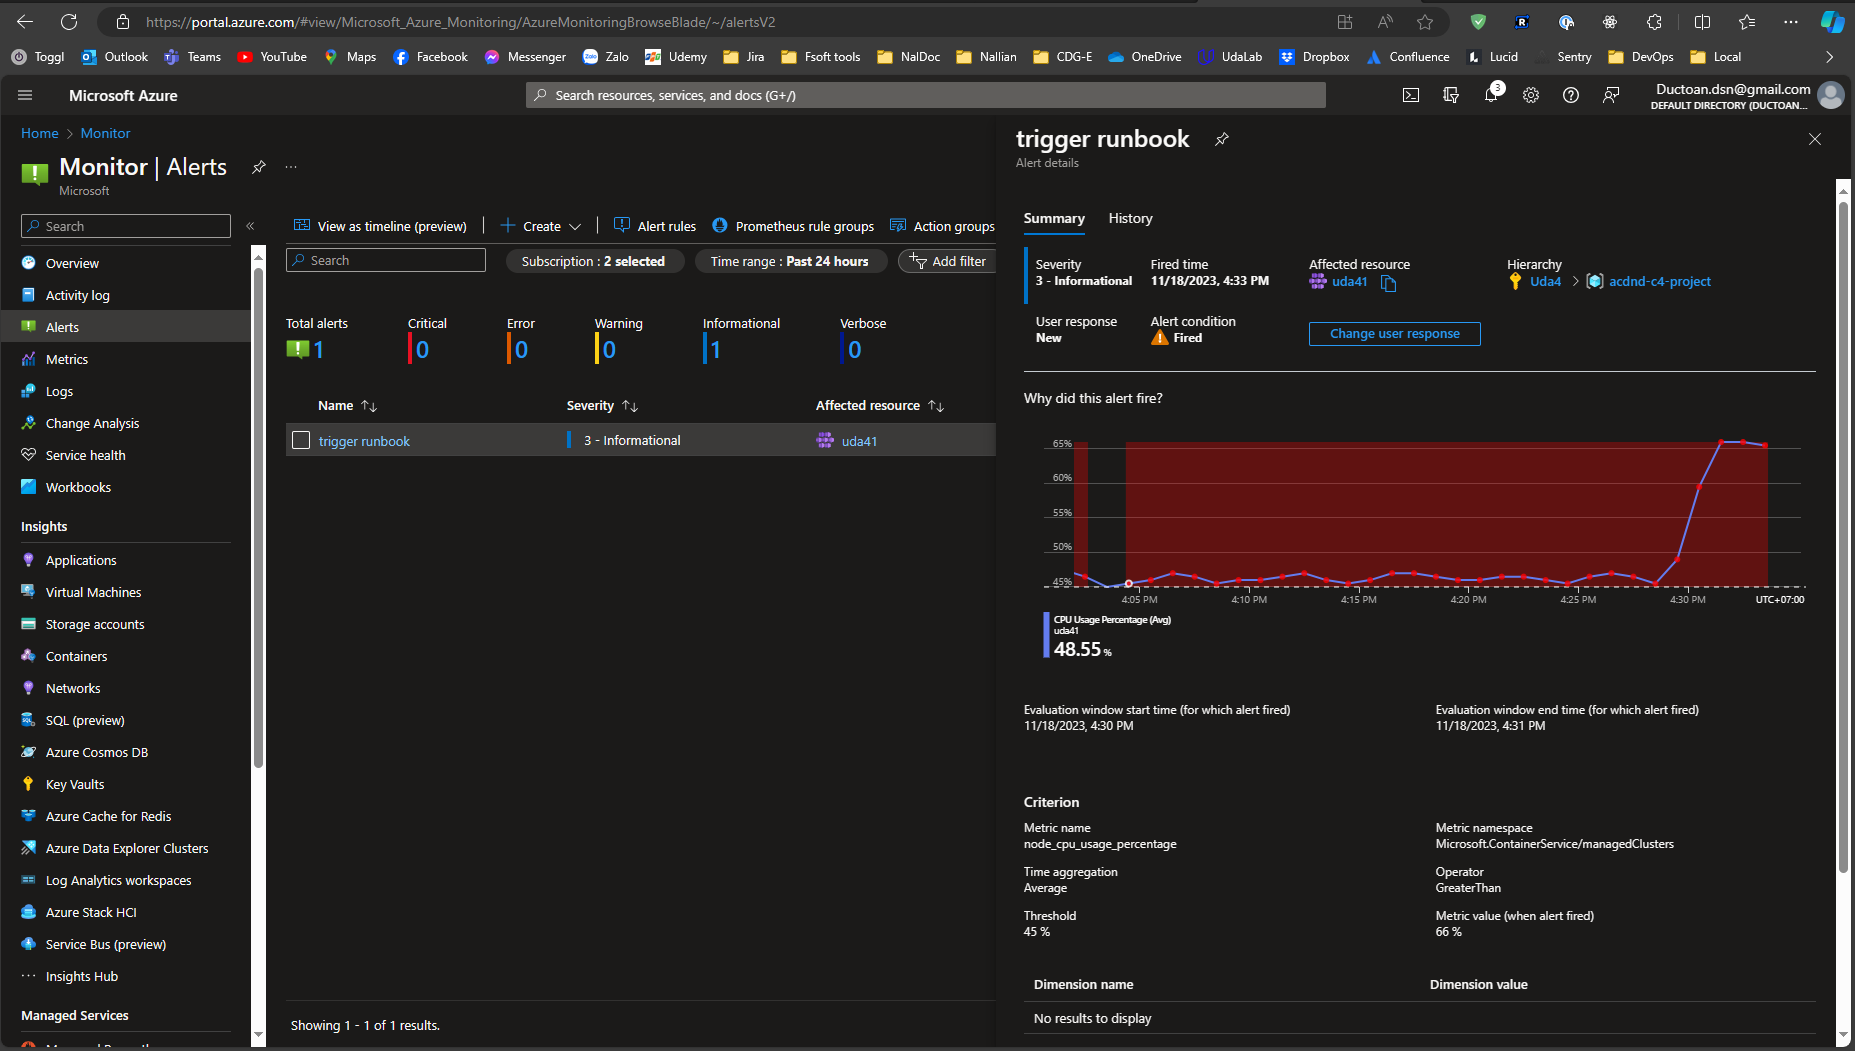 https://portal.azure.com/#view/Microsoft_Azure_Monitoring/AzureMonitoringBrowseBlade/~/alertsV2
Toggl Outlook Teams YouTube Maps Facebook Messenger Zalo Udemy Jira Fsoft tools NalDoc Nallian CDG-E OneDrive UdaLab Dropbox Confluence Lucid Sentry DevOps Local
Microsoft Azure
Search resources, services, and docs (G+/)
3
Ductoan.dsn@gmail.com
DEFAULT DIRECTORY (DUCTOAN...
Home > Monitor
Monitor | Alerts
...
Microsoft
Search
«
Overview
Activity log
Alerts
Metrics
Logs
Change Analysis
Service health
Workbooks
Insights
Applications
Virtual Machines
Storage accounts
Containers
Networks
SQL (preview)
Azure Cosmos DB
Key Vaults
Azure Cache for Redis
Azure Data Explorer Clusters
Log Analytics workspaces
Azure Stack HCI
Service Bus (preview)
Insights Hub
Managed Services
View as timeline (preview) Create Alert rules Prometheus rule groups Action groups
Search
Subscription : 2 selected
Time range : Past 24 hours
Add filter
Total alerts
1
Critical
0
Error
0
Warning
0
Informational
1
Verbose
0
Name Severity Affected resource
trigger runbook 3 - Informational uda41
Showing 1 - 1 of 1 results.
trigger runbook
Alert details
Summary History
Severity
3 - Informational
Fired time
11/18/2023, 4:33 PM
Affected resource
uda41
Hierarchy
Uda4 > acdnd-c4-project
User response
New
Alert condition
Fired
Change user response
Why did this alert fire?
65%
60%
55%
50%
45%
4:05 PM 4:10 PM 4:15 PM 4:20 PM 4:25 PM 4:30 PM UTC+07:00
CPU Usage Percentage (Avg)
uda41
48.55 %
Evaluation window start time (for which alert fired)
11/18/2023, 4:30 PM
Evaluation window end time (for which alert fired)
11/18/2023, 4:31 PM
Criterion
Metric name
node_cpu_usage_percentage
Metric namespace
Microsoft.ContainerService/managedClusters
Time aggregation
Average
Operator
GreaterThan
Threshold
45 %
Metric value (when alert fired)
66 %
Dimension name Dimension value
No results to display